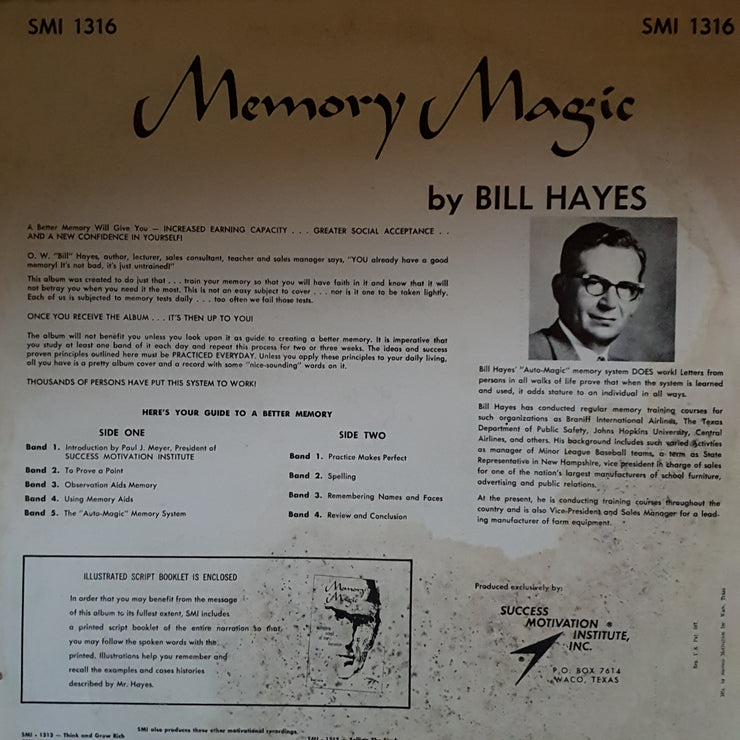 SMI 1316
SMI 1316
Memory Magic
by BILL HAYES
A Better Memory Will Give You — INCREASED EARNING CAPACITY . . . GREATER SOCIAL ACCEPTANCE . .
AND A NEW CONFIDENCE IN YOURSELF!
O. W. "Bill" Hayes, author, lecturer, sales consultant, teacher and sales manager says, "YOU already have a good
memory! It's not bad, it's just untrained!"
This album was created to do just that . . . train your memory so that you will have faith in it and know that it will
not betray you when you need it the most. This is not an easy subject to cover . . . nor is it one to be taken lightly.
Each of us is subjected to memory tests daily . . . too often we fail those tests.
ONCE YOU RECEIVE THE ALBUM . . . IT'S THEN UP TO YOU!
The album will not benefit you unless you look upon it as guide to creating a better memory. It is imperative that
you study at least one band of it each day and repeat this process for two or three weeks. The ideas and success
proven principles outlined here must be PRACTICED EVERYDAY. Unless you apply these principles to your daily living,
all you have is a pretty album cover and a record with some "nice-sounding" words on it.
THOUSANDS OF PERSONS HAVE PUT THIS SYSTEM TO WORK!
HERE'S YOUR GUIDE TO A BETTER MEMORY
SIDE ONE
Band 1. Introduction by Paul J. Meyer, President of
SUCCESS MOTIVATION INSTITUTE
Band 2. To Prove a Point
Band 3. Observation Aids Memory
Band 4. Using Memory Aids
Band 5. The "Auto-Magic" Memory System
SIDE TWO
Band 1. Practice Makes Perfect
Band 2. Spelling
Band 3. Remembering Names and Faces
Band 4. Review and Conclusion
Bill Hayes' "Auto-Magic" memory system DOES work! Letters from
persons in all walks of life prove that when the system is learned
and used, it adds stature to an individual in all ways.
Bill Hayes has conducted regular memory training courses for
such organizations as Braniff International Airlines, The Texas
Department of Public Safety, Johns Hopkins University, Central
Airlines, and others. His background includes such varied activties
as manager of Minor League Baseball teams, a term as State
Representative in New Hampshire, vice president in charge of sales
for one of the nation's largest manufacturers of school furniture,
advertising and public relations.
At the present, he is conducting training courses throughout the
country and is also Vice-President and Sales Manager for a lead-
ing manufacturer of farm equipment.
ILLUSTRATED SCRIPT BOOKLET IS ENCLOSED
In order that you may benefit from the message
of this album to its fullest extent, SMI includes
a printed script booklet of the entire narration so that
you may follow the spoken words with the
printed. Illustrations help you remember and
recall the examples and cases histories
described by Mr. Hayes.
Memory
Magic
Produced exclusively by:
SUCCESS
MOTIVATION ®
INSTITUTE,
INC.
P.O. BOX 7614
WACO, TEXAS
SMI also produces these other motivational recordings.
SMI - 1313 — Think and Grow Rich